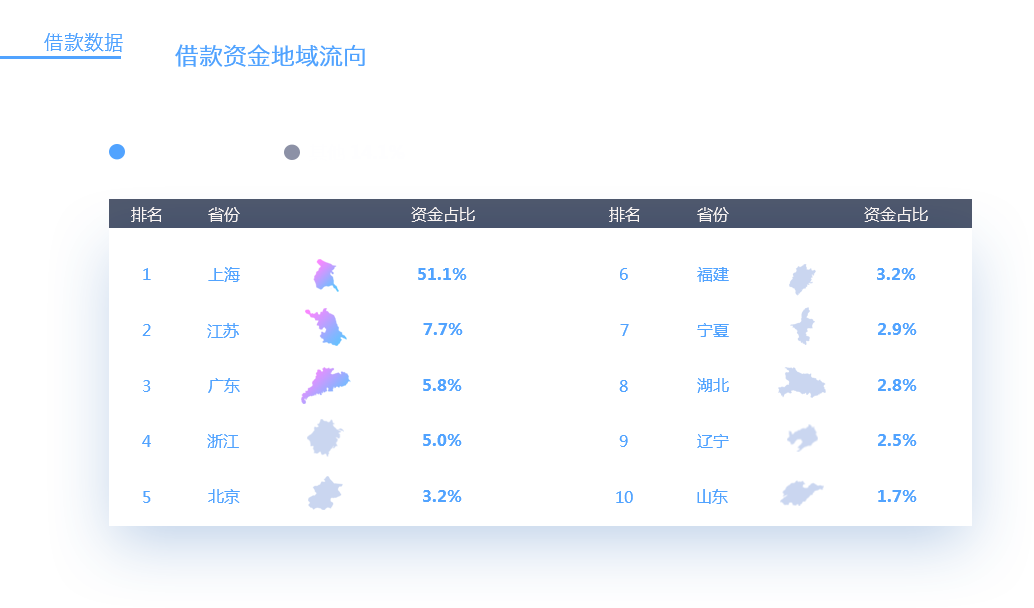 借款数据
借款资金地域流向
排名 省份 资金占比 排名 省份 资金占比
1 上海 51.1% 6 福建 3.2%
2 江苏 7.7% 7 宁夏 2.9%
3 广东 5.8% 8 湖北 2.8%
4 浙江 5.0% 9 辽宁 2.5%
5 北京 3.2% 10 山东 1.7%